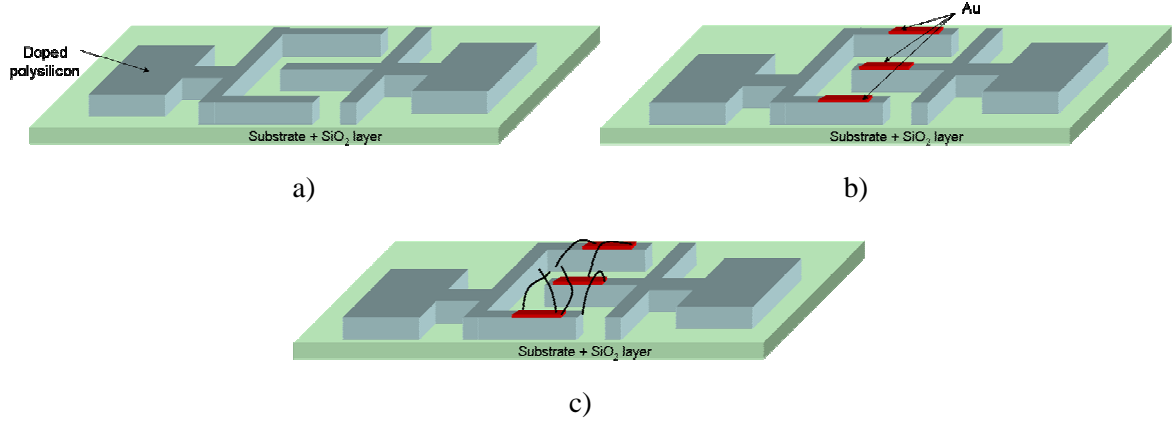 Au
Doped
polysilicon
Substrate + SiO₂ layer
Substrate + SiO₂ layer
a)
b)
Substrate + SiO₂ layer
c)